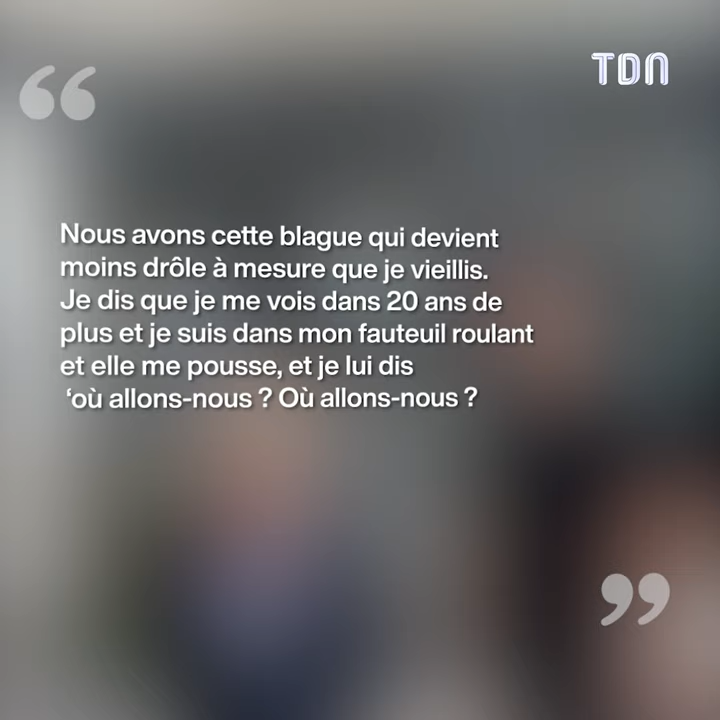 TDN
“
Nous avons cette blague qui devient
moins drôle à mesure que je vieillis.
Je dis que je me vois dans 20 ans de
plus et je suis dans mon fauteuil roulant
et elle me pousse, et je lui dis
‘où allons-nous ? Où allons-nous ?
”